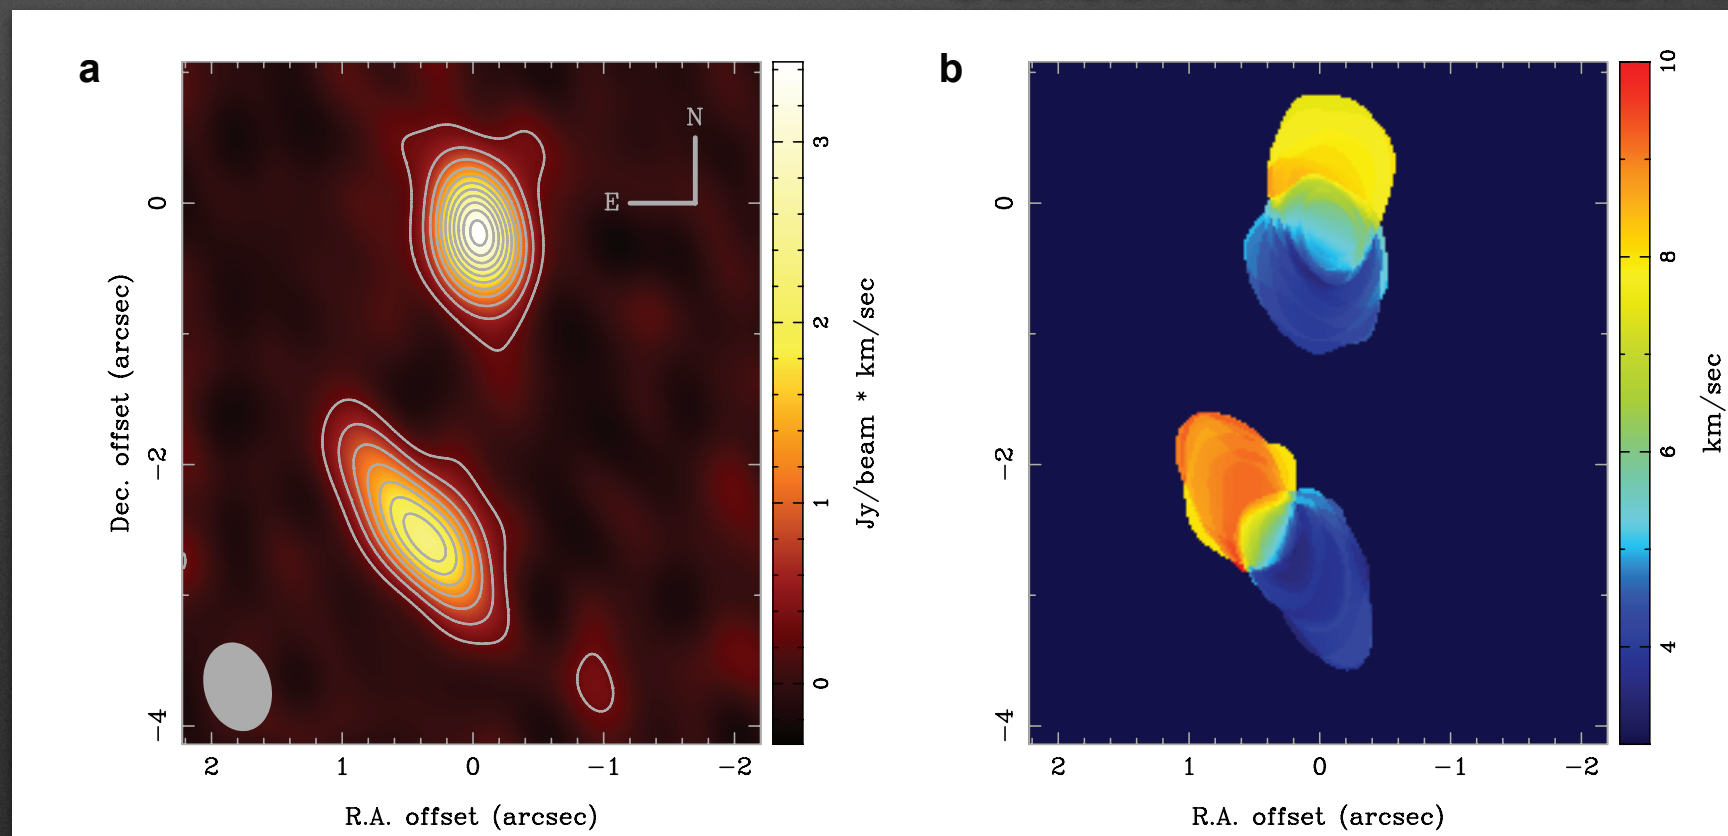 a
N
E
0
−2
−4
Dec. offset (arcsec)
2 1 0 −1 −2
R.A. offset (arcsec)
3
2
1
0
Jy/beam * km/sec
b
0
−2
−4
2 1 0 −1 −2
R.A. offset (arcsec)
10
8
6
4
km/sec